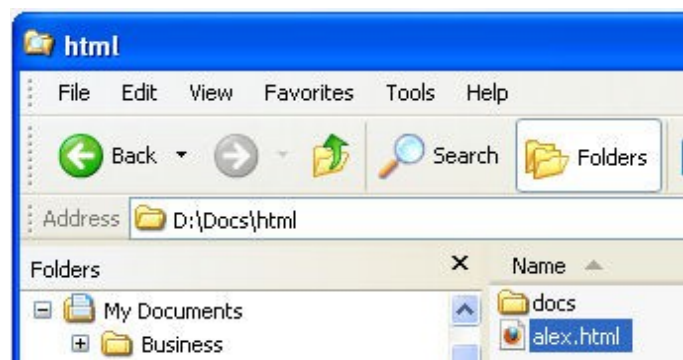 html
File Edit View Favorites Tools Help
Back Search Folders
Address D:\Docs\html
Folders Name
My Documents docs
Business alex.html